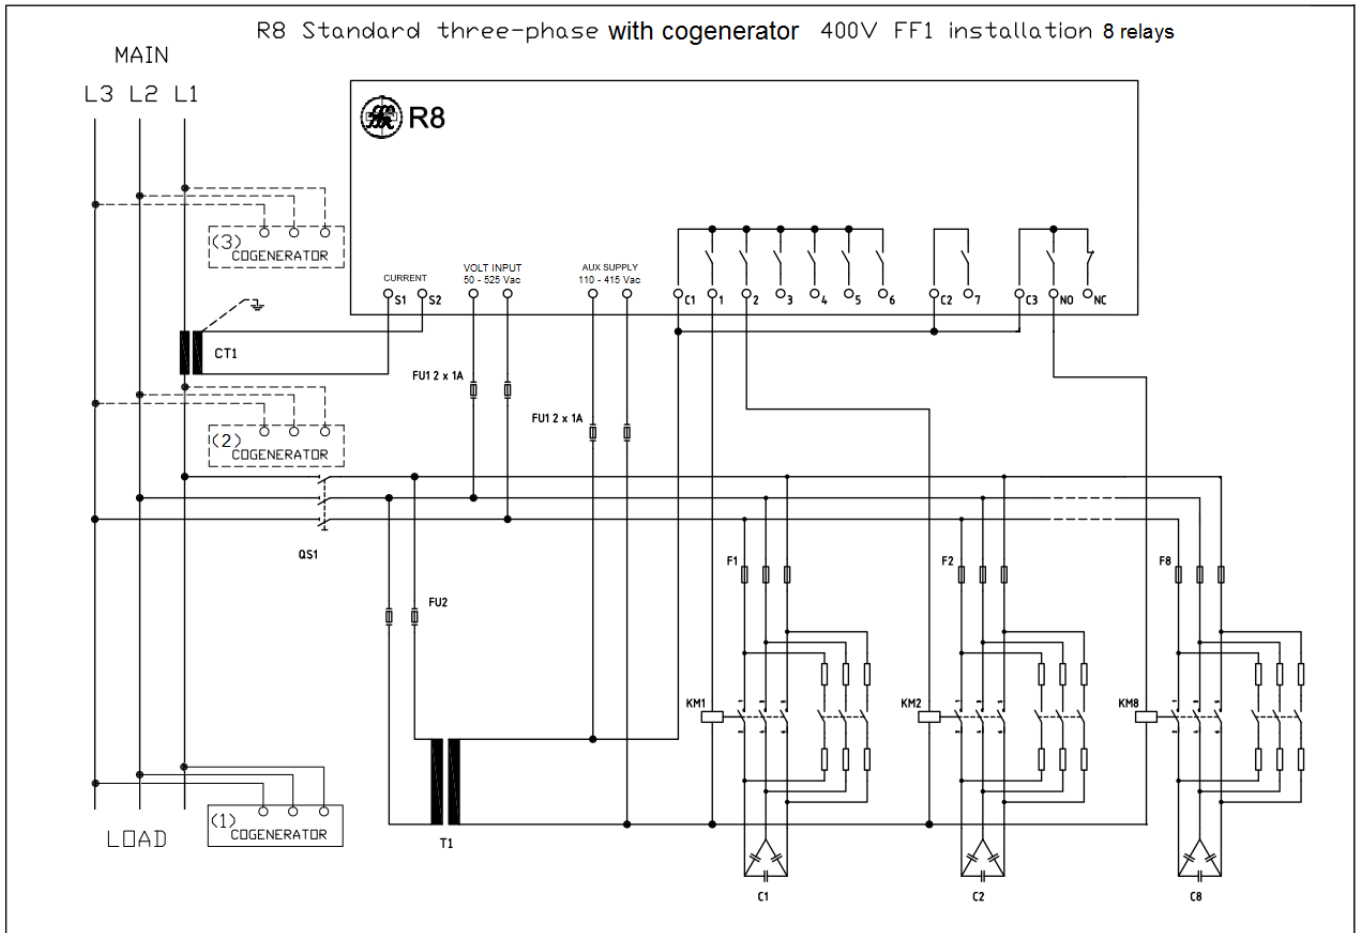 R8 Standard three-phase with cogenerator 400V FF1 installation 8 relays
MAIN
L3 L2 L1
R8
(3)
COGENERATOR
CURRENT
VOLT INPUT
50 - 525 Vac
AUX SUPPLY
110 - 415 Vac
S1 S2 C1 1 2 3 4 5 6 C2 7 C3 NO NC
CT1
FU1 2 x 1A
FU1 2 x 1A
(2)
COGENERATOR
QS1
F1 F2 F8
FU2
KM1 KM2 KM8
(1)
COGENERATOR
LOAD
T1
C1 C2 C8